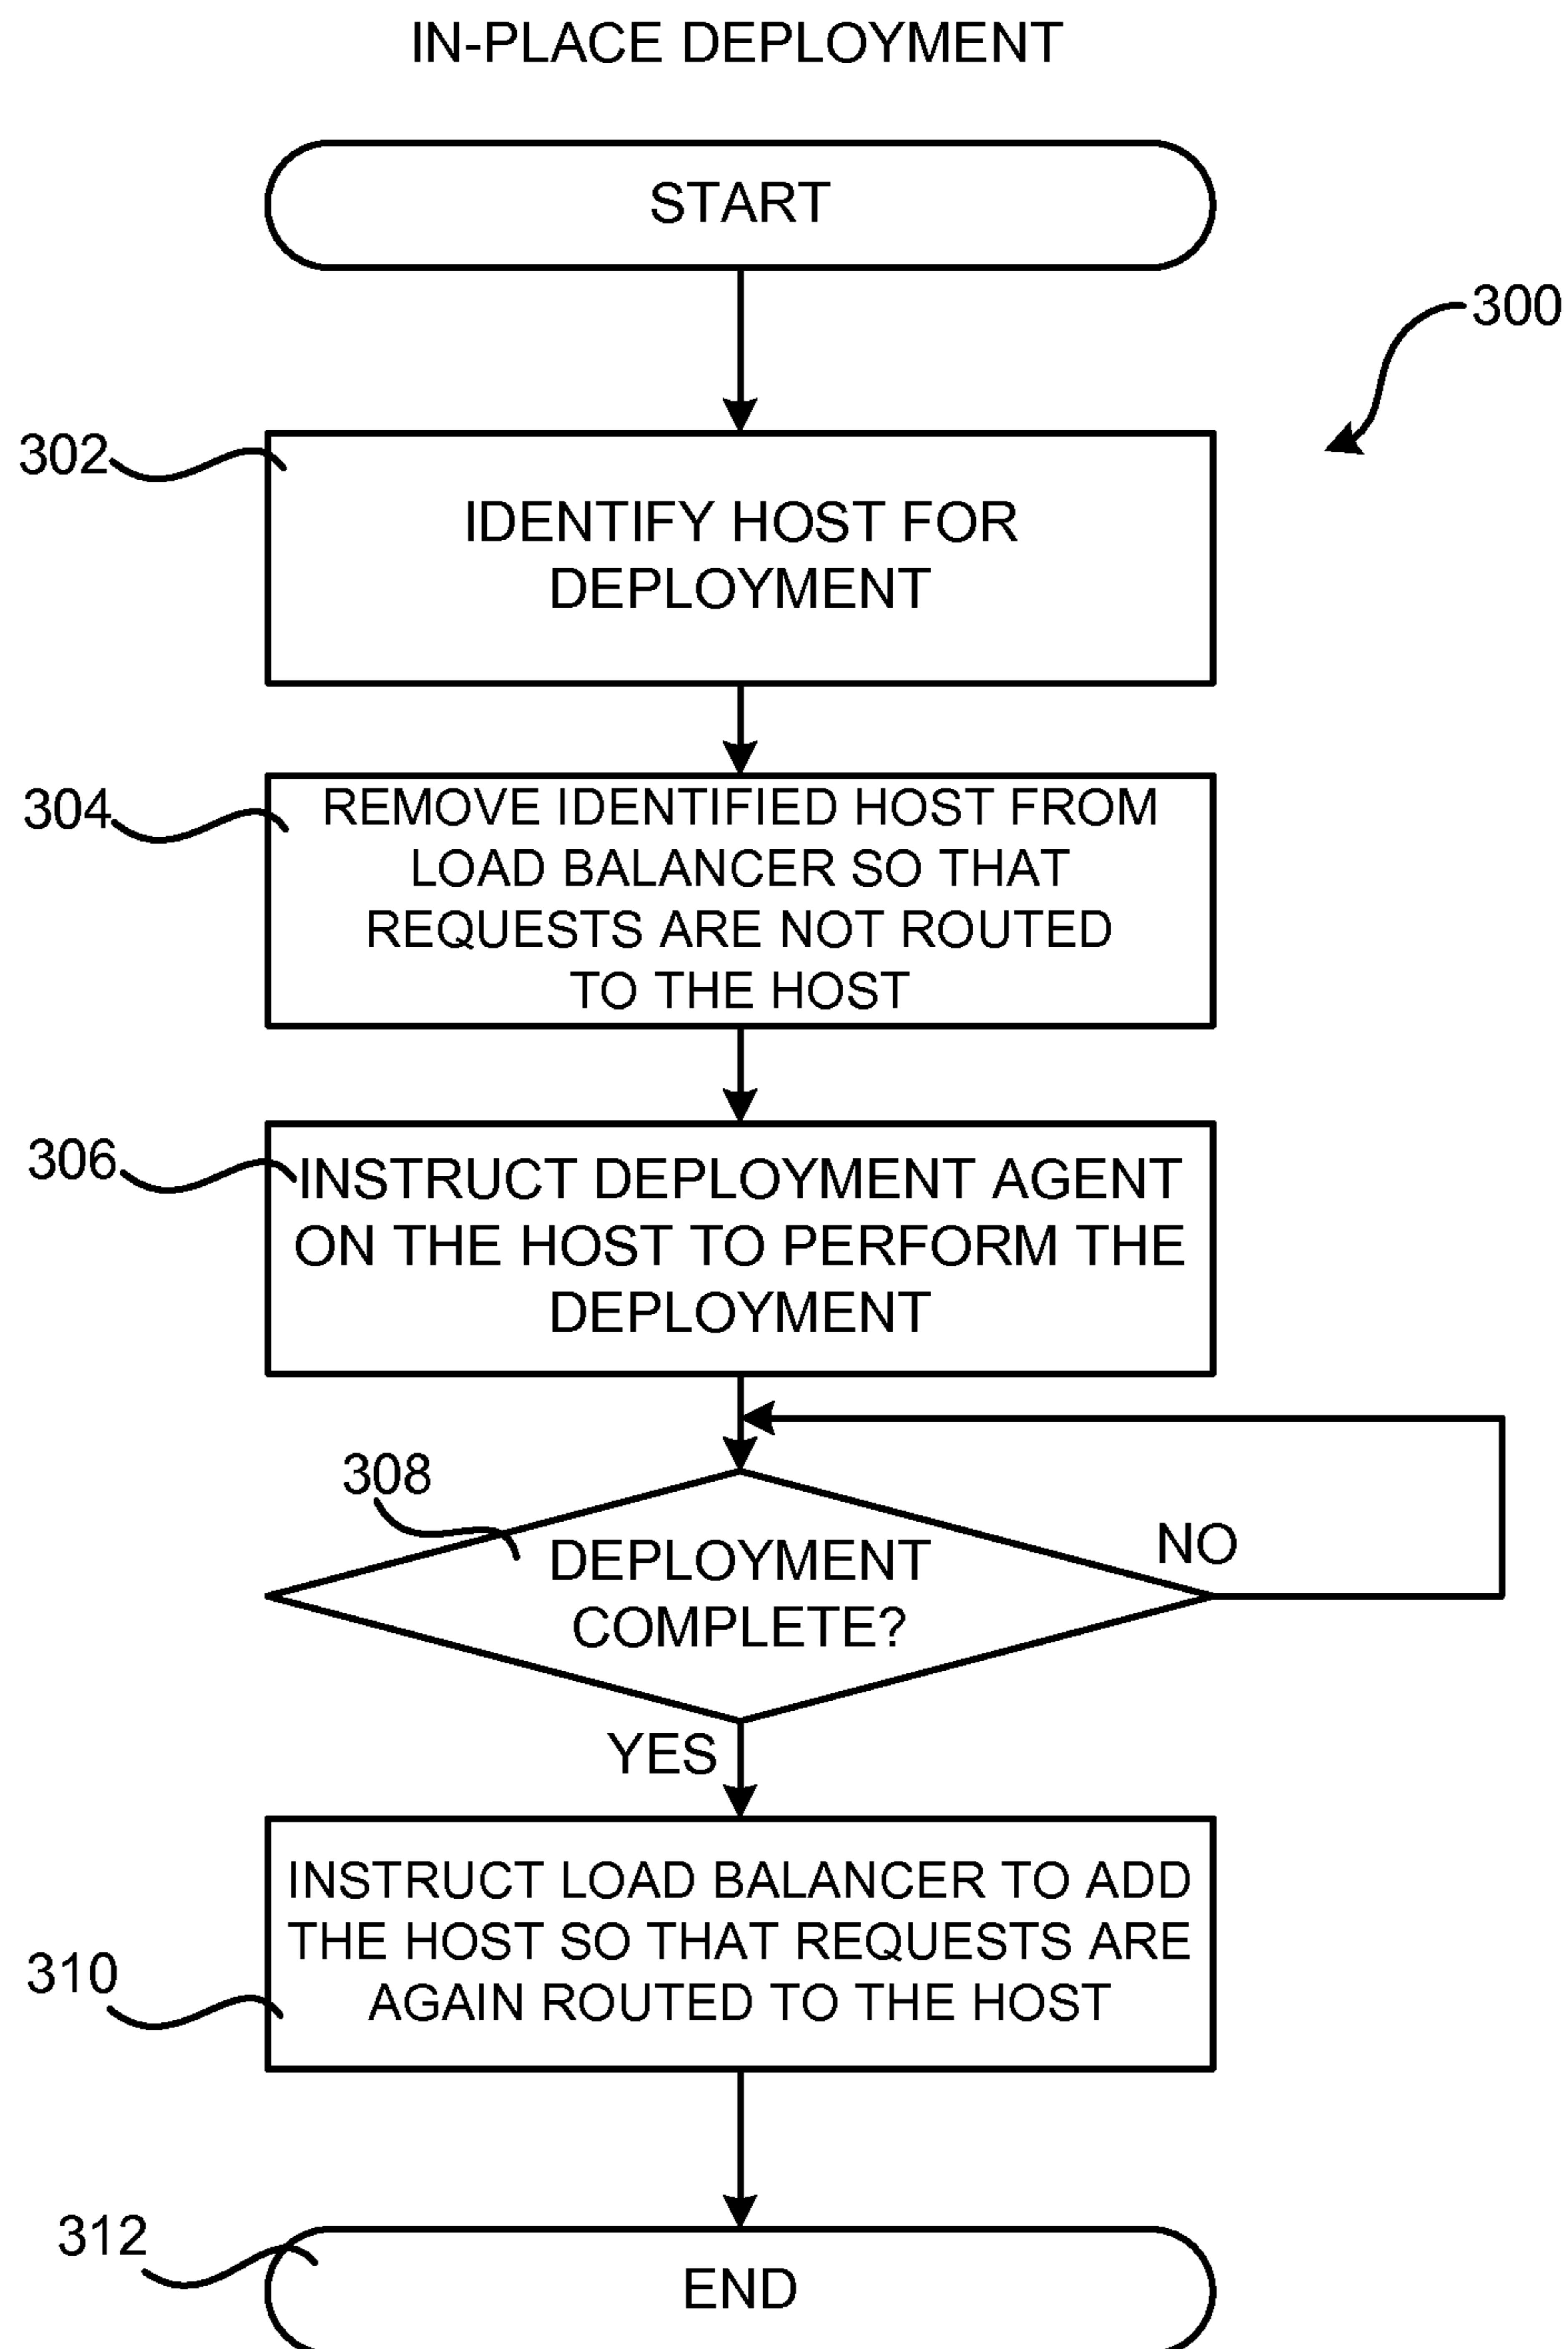 IN-PLACE DEPLOYMENT
START
300
302
IDENTIFY HOST FOR
DEPLOYMENT
304
REMOVE IDENTIFIED HOST FROM
LOAD BALANCER SO THAT
REQUESTS ARE NOT ROUTED
TO THE HOST
306
INSTRUCT DEPLOYMENT AGENT
ON THE HOST TO PERFORM THE
DEPLOYMENT
308
DEPLOYMENT
COMPLETE?
NO
YES
310
INSTRUCT LOAD BALANCER TO ADD
THE HOST SO THAT REQUESTS ARE
AGAIN ROUTED TO THE HOST
312
END